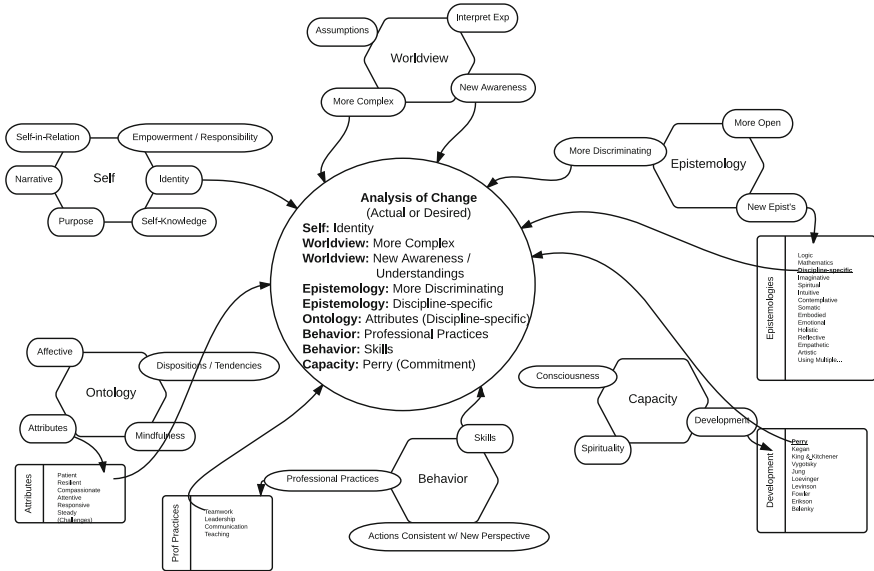 Interpret Exp
Assumptions
Worldview
More Complex
New Awareness
Self-in-Relation
Empowerment / Responsibility
Narrative
Self
Identity
Purpose
Self-Knowledge
More Open
More Discriminating
Epistemology
New Epist's
Epistemologies
Logic
Mathematics
Discipline-specific
Imaginative
Spiritual
Intuitive
Contemplative
Somatic
Embodied
Emotional
Holistic
Reflective
Empathetic
Artistic
Using Multiple...
Analysis of Change
(Actual or Desired)
Self: Identity
Worldview: More Complex
Worldview: New Awareness /
Understandings
Epistemology: More Discriminating
Epistemology: Discipline-specific
Ontology: Attributes (Discipline-specific)
Behavior: Professional Practices
Behavior: Skills
Capacity: Perry (Commitment)
Affective
Dispositions / Tendencies
Ontology
Attributes
Mindfulness
Attributes
Patient
Resilient
Compassionate
Attentive
Responsive
Steady
(Challenges)
Prof Practices
Teamwork
Leadership
Communication
Teaching
Skills
Professional Practices
Behavior
Actions Consistent w/ New Perspective
Consciousness
Capacity
Development
Spirituality
Development
Perry
Kegan
King & Kitchener
Vygotsky
Jung
Loevinger
Levinson
Fowler
Erikson
Belenky